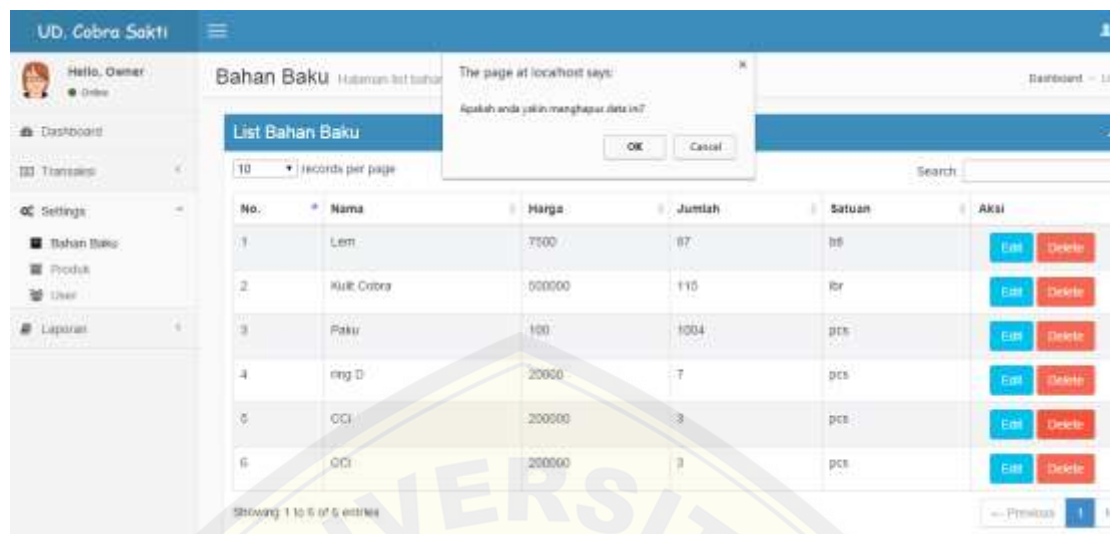 UD. Cobra Sakti
Hello, Owner
Online
Dashboard
Transaksi
Settings
Bahan Baku
Produk
User
Laporan
Bahan Baku Halaman list bahan
Dashboard
The page at localhost says:
Apakah anda yakin menghapus data ini?
OK Cancel
List Bahan Baku
10 records per page
Search:
No. Nama Harga Jumlah Satuan Aksi
1 Lem 7500 87 Edit Delete
2 Kulit Cobra 500000 115 lbr Edit Delete
3 Paku 100 1004 pcs Edit Delete
4 ring D 20000 7 pcs Edit Delete
5 CCI 200000 3 pcs Edit Delete
6 CCI 200000 3 pcs Edit Delete
Showing 1 to 6 of 6 entries
← Previous 1